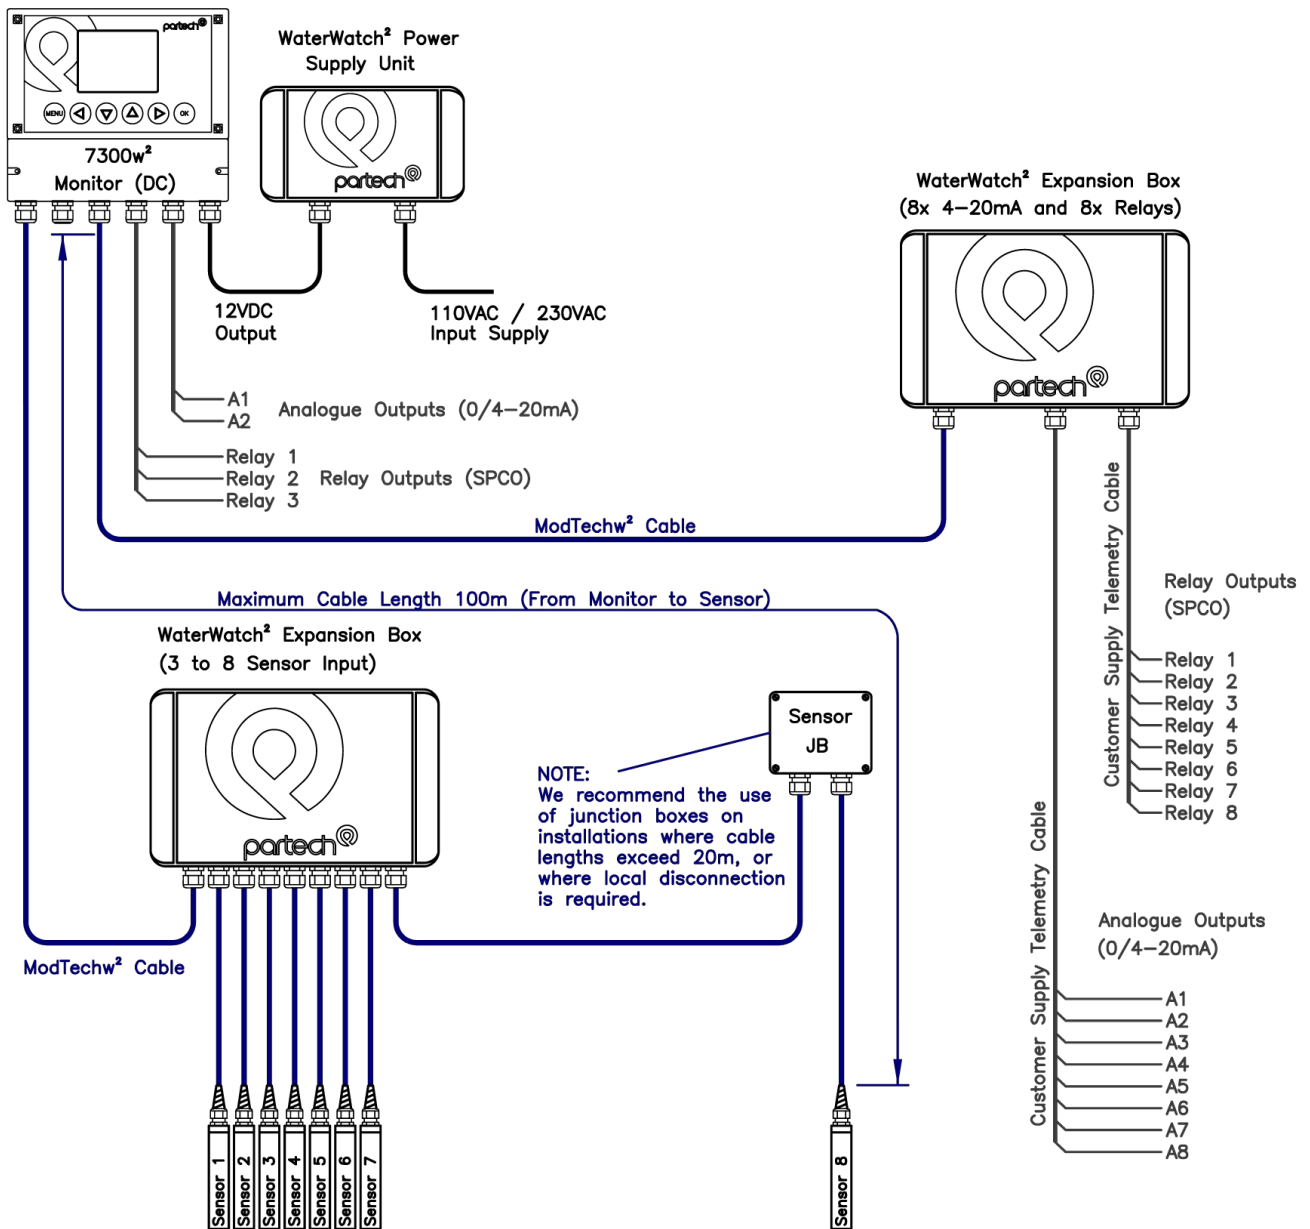 partech
MENU
OK
7300w²
Monitor (DC)
WaterWatch² Power
Supply Unit
partech
12VDC
Output
110VAC / 230VAC
Input Supply
A1
A2
Analogue Outputs (0/4-20mA)
Relay 1
Relay 2
Relay 3
Relay Outputs (SPCO)
WaterWatch² Expansion Box
(8x 4-20mA and 8x Relays)
partech
ModTechw² Cable
Maximum Cable Length 100m (From Monitor to Sensor)
Customer Supply Telemetry Cable
Relay Outputs
(SPCO)
Relay 1
Relay 2
Relay 3
Relay 4
Relay 5
Relay 6
Relay 7
Relay 8
WaterWatch² Expansion Box
(3 to 8 Sensor Input)
partech
Sensor
JB
NOTE:
We recommend the use
of junction boxes on
installations where cable
lengths exceed 20m, or
where local disconnection
is required.
ModTechw² Cable
Customer Supply Telemetry Cable
Analogue Outputs
(0/4-20mA)
A1
A2
A3
A4
A5
A6
A7
A8
Sensor 1
Sensor 2
Sensor 3
Sensor 4
Sensor 5
Sensor 6
Sensor 7
Sensor 8